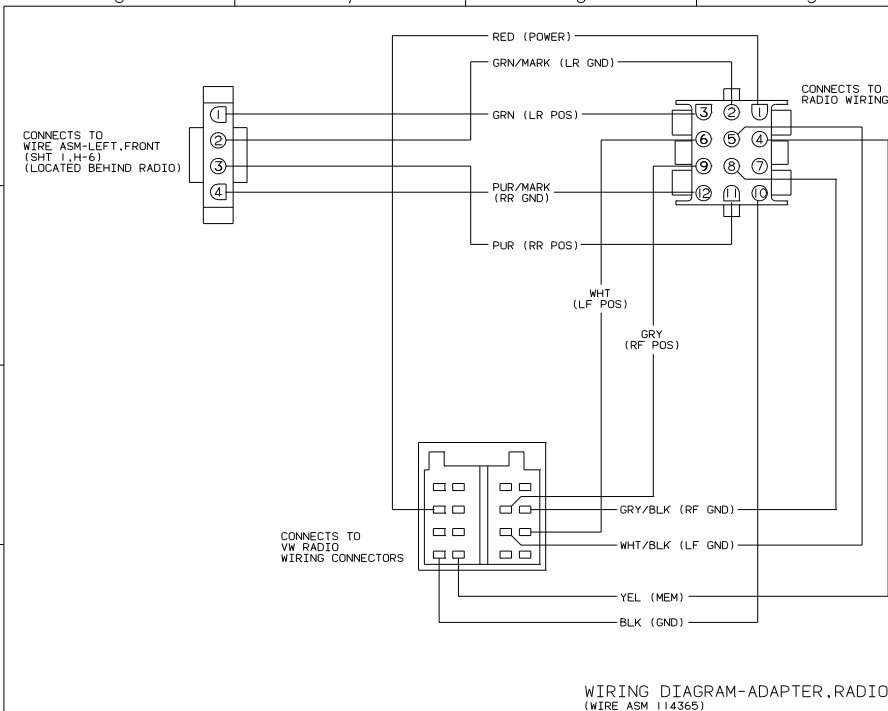 RED (POWER)
GRN/MARK (LR GND)
CONNECTS TO
RADIO WIRING
GRN (LR POS)
CONNECTS TO
WIRE ASM-LEFT,FRONT
(SHT 1,H-6)
(LOCATED BEHIND RADIO)
1
2
3
4
3 2 1
6 5 4
9 8 7
12 11 10
PUR/MARK
(RR GND)
PUR (RR POS)
WHT
(LF POS)
GRY
(RF POS)
GRY/BLK (RF GND)
CONNECTS TO
VW RADIO
WIRING CONNECTORS
WHT/BLK (LF GND)
YEL (MEM)
BLK (GND)
WIRING DIAGRAM-ADAPTER,RADIO
(WIRE ASM 114365)